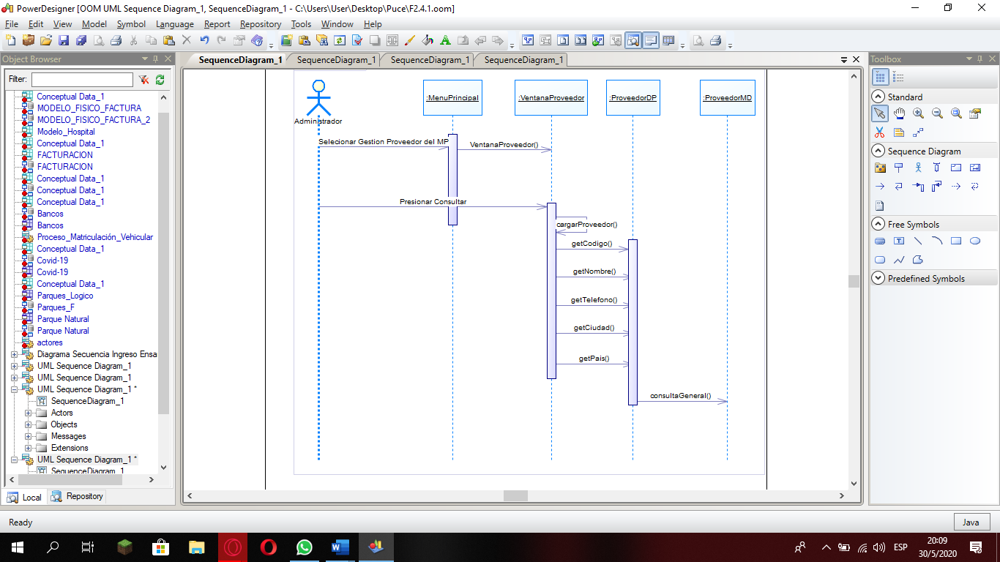 PowerDesigner [OOM UML Sequence Diagram_1, SequenceDiagram_1 - C:\Users\User\Desktop\Puce\F2.4.1.oom]
File Edit View Model Symbol Language Report Repository Tools Window Help
Object Browser
Filter:
Conceptual Data_1
MODELO_FISICO_FACTURA
MODELO_FISICO_FACTURA_2
Modelo_Hospital
Conceptual Data_1
FACTURACION
FACTURACION
Conceptual Data_1
Conceptual Data_1
Conceptual Data_1
Bancos
Bancos
Proceso_Matriculación_Vehicular
Conceptual Data_1
Covid-19
Covid-19
Conceptual Data_1
Parques_Logico
Parques_F
Parque Natural
Parque Natural
actores
Diagrama Secuencia Ingreso Ensa
UML Sequence Diagram_1
UML Sequence Diagram_1
UML Sequence Diagram_1 *
SequenceDiagram_1
Actors
Objects
Messages
Extensions
UML Sequence Diagram_1 *
SequenceDiagram_1
Local Repository
SequenceDiagram_1 SequenceDiagram_1 SequenceDiagram_1 SequenceDiagram_1
Administrador
:MenuPrincipal
:VentanaProveedor
:ProveedorDP
:ProveedorMD
Selecionar Gestion Proveedor del MP
VentanaProveedor()
Presionar Consultar
cargarProveedor()
getCodigo()
getNombre()
getTelefono()
getCiudad()
getPais()
consultaGeneral()
Toolbox
Standard
Sequence Diagram
Free Symbols
Predefined Symbols
Ready
Java
ESP
20:09
30/5/2020